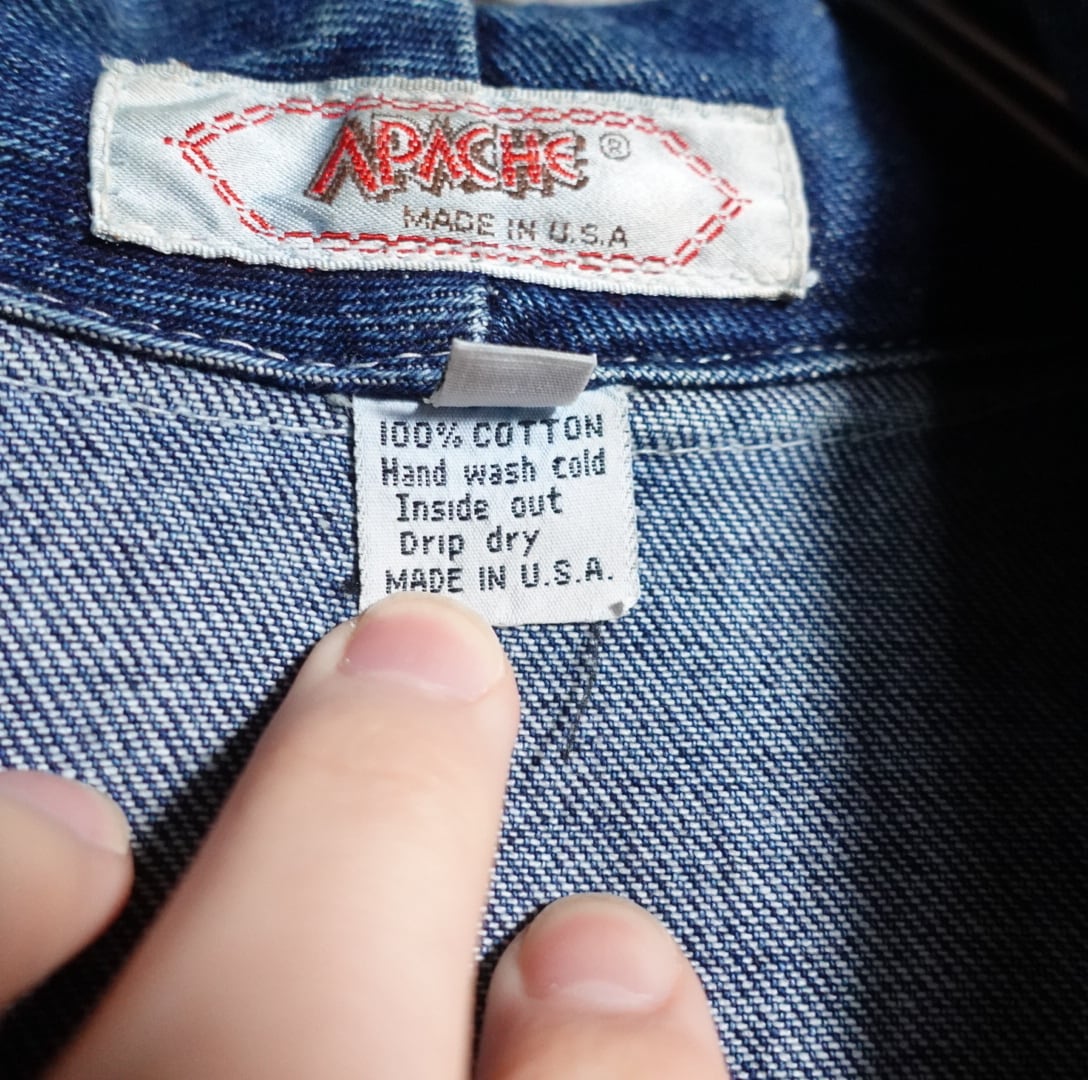 APACHE ®
MADE IN U.S.A
100% COTTON
Hand wash cold
Inside out
Drip dry
MADE IN U.S.A.